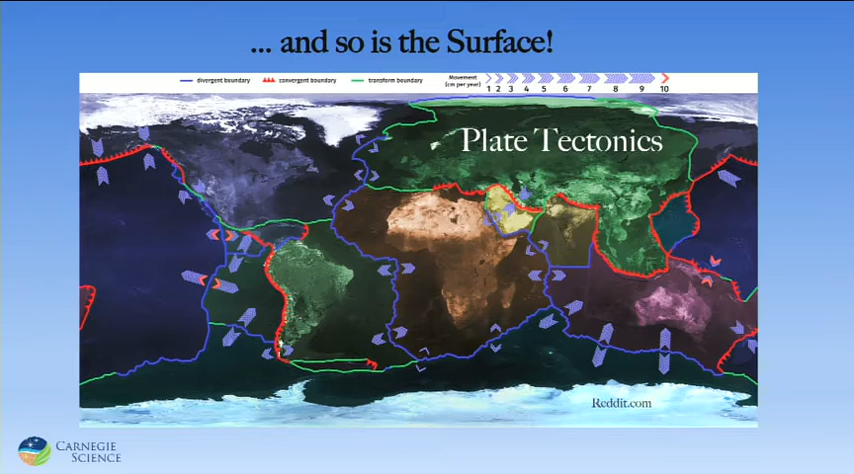 ... and so is the Surface!
divergent boundary convergent boundary transform boundary Movement (cm per year) 1 2 3 4 5 6 7 8 9 10
Plate Tectonics
Reddit.com
CARNEGIE
SCIENCE